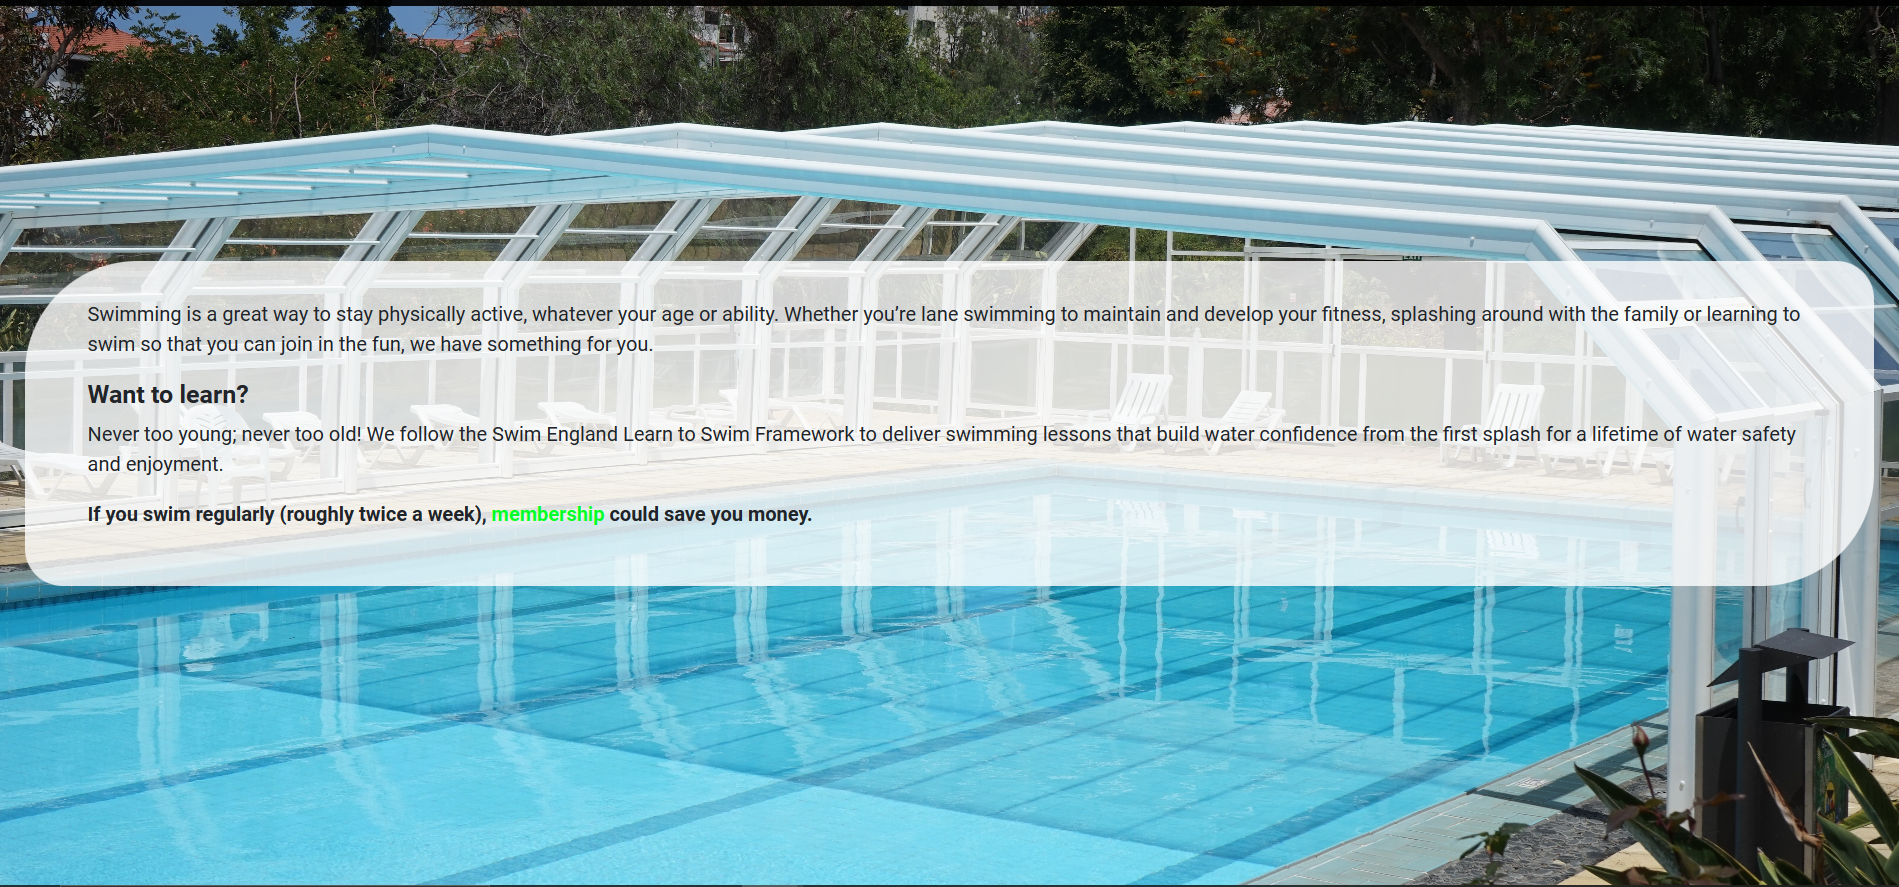 EXIT
Swimming is a great way to stay physically active, whatever your age or ability. Whether you’re lane swimming to maintain and develop your fitness, splashing around with the family or learning to
swim so that you can join in the fun, we have something for you.
Want to learn?
Never too young; never too old! We follow the Swim England Learn to Swim Framework to deliver swimming lessons that build water confidence from the first splash for a lifetime of water safety
and enjoyment.
If you swim regularly (roughly twice a week), membership could save you money.